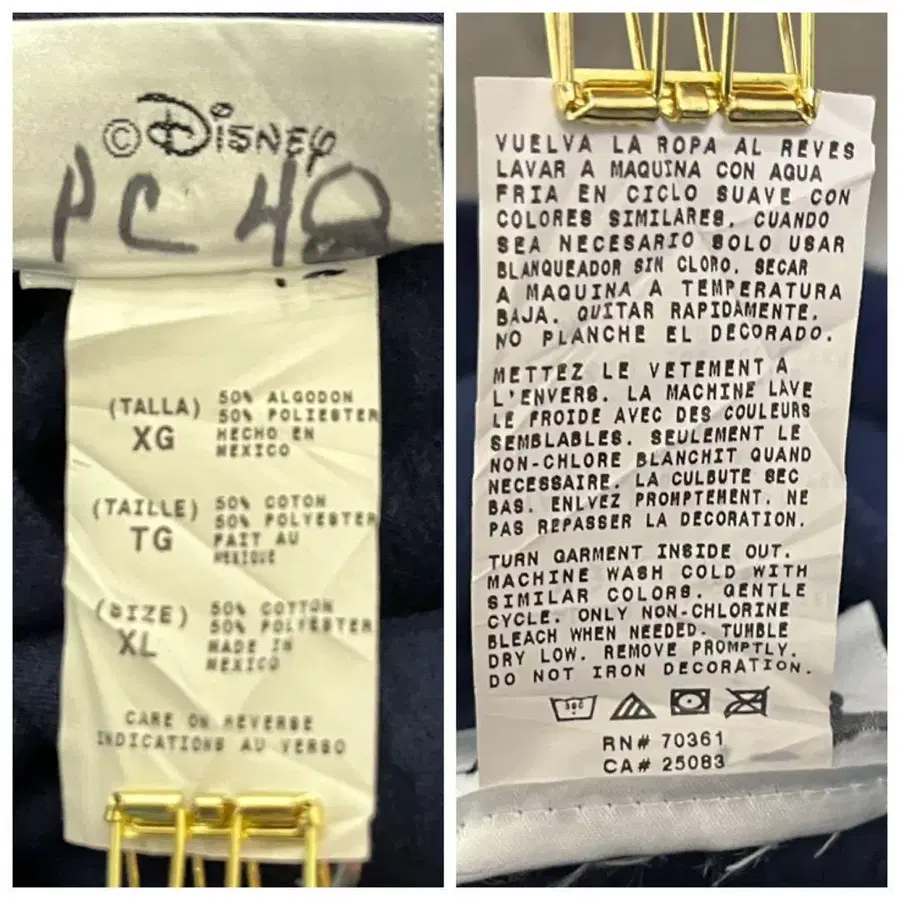 ©Disney
PC 48
(TALLA)
XG
50% ALGODON
50% POLIESTER
HECHO EN
MEXICO
(TAILLE)
TG
50% COTON
50% POLYESTER
FAIT AU
MEXIQUE
(SIZE)
XL
50% COTTON
50% POLYESTER
MADE IN
MEXICO
CARE ON REVERSE
INDICATIONS AU VERSO
VUELVA LA ROPA AL REVES
LAVAR A MAQUINA CON AGUA
FRIA EN CICLO SUAVE CON
COLORES SIMILARES. CUANDO
SEA NECESARIO SOLO USAR
BLANQUEADOR SIN CLORO. SECAR
A MAQUINA A TEMPERATURA
BAJA. QUITAR RAPIDAMENTE.
NO PLANCHE EL DECORADO.
METTEZ LE VETEMENT A
L'ENVERS. LA MACHINE LAVE
LE FROIDE AVEC DES COULEURS
SEMBLABLES. SEULEMENT LE
NON-CHLORE BLANCHIT QUAND
NECESSAIRE. LA CULBUTE SEC
BAS. ENLVEZ PROMPTEMENT. NE
PAS REPASSER LA DECORATION.
TURN GARMENT INSIDE OUT.
MACHINE WASH COLD WITH
SIMILAR COLORS. GENTLE
CYCLE. ONLY NON-CHLORINE
BLEACH WHEN NEEDED. TUMBLE
DRY LOW. REMOVE PROMPTLY.
DO NOT IRON DECORATION.
RN# 70361
CA# 25083